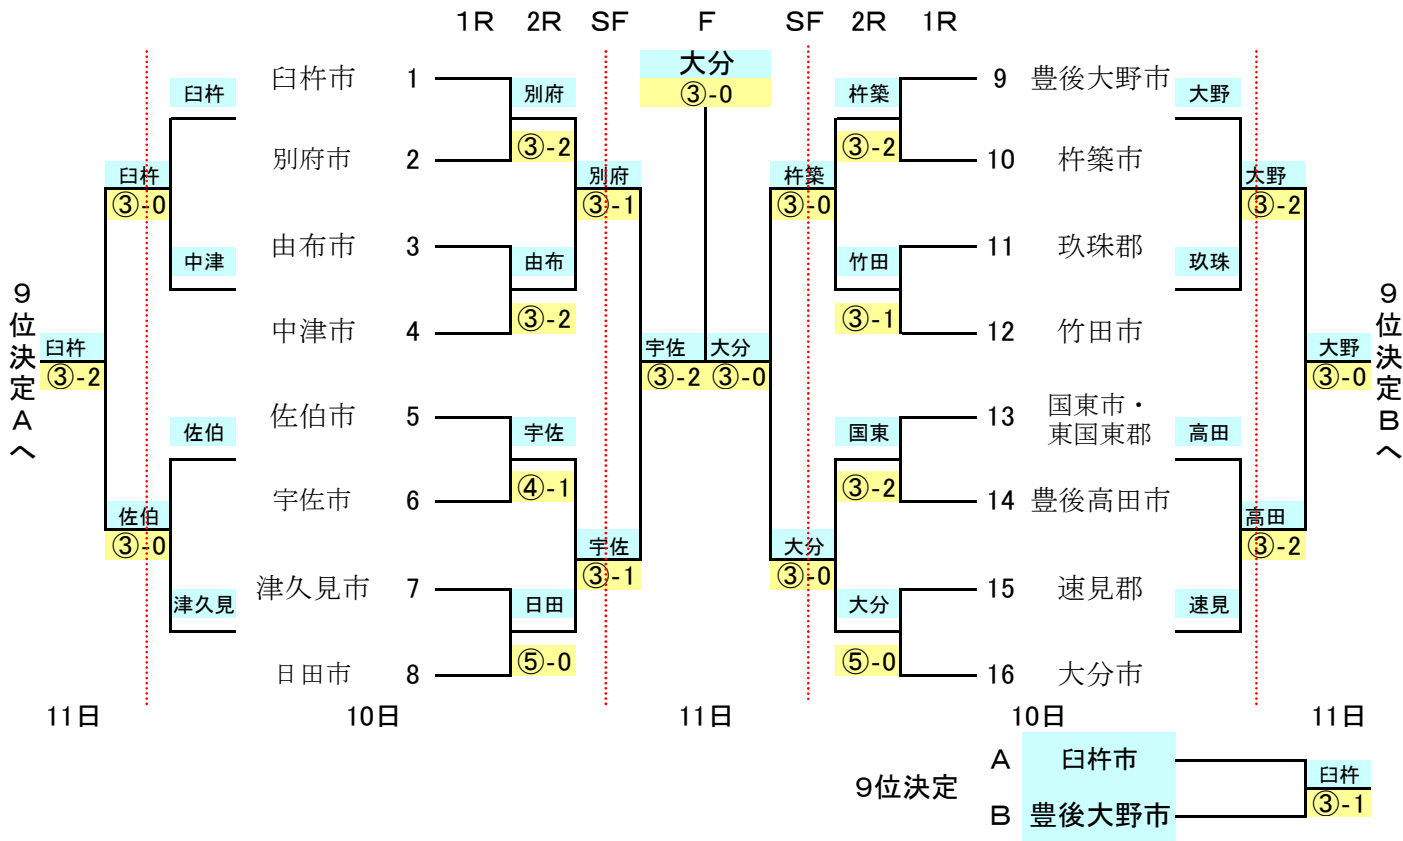 1R 2R SF F SF 2R 1R
大分
③-0
臼杵 臼杵市 1 別府 杵築 9 豊後大野市 大野
③-2 ③-2
別府市 2 10 杵築市
臼杵 別府 杵築 大野
③-0 ③-1 ③-0 ③-2
由布市 3 11 玖珠郡
中津 由布 竹田 玖珠
③-2 ③-1
中津市 4 12 竹田市
9位決定Aへ
臼杵 宇佐 大分 大野
③-2 ③-2 ③-0 ③-0
9位決定Bへ
佐伯市 5 13 国東市・
東国東郡
佐伯 宇佐 国東 高田
④-1 ③-2
宇佐市 6 14 豊後高田市
佐伯 宇佐 大分 高田
③-0 ③-1 ③-0 ③-2
津久見市 7 15 速見郡
津久見 日田 大分 速見
⑤-0 ⑤-0
日田市 8 16 大分市
11日 10日 11日 10日 11日
A 臼杵市
9位決定 臼杵
③-1
B 豊後大野市